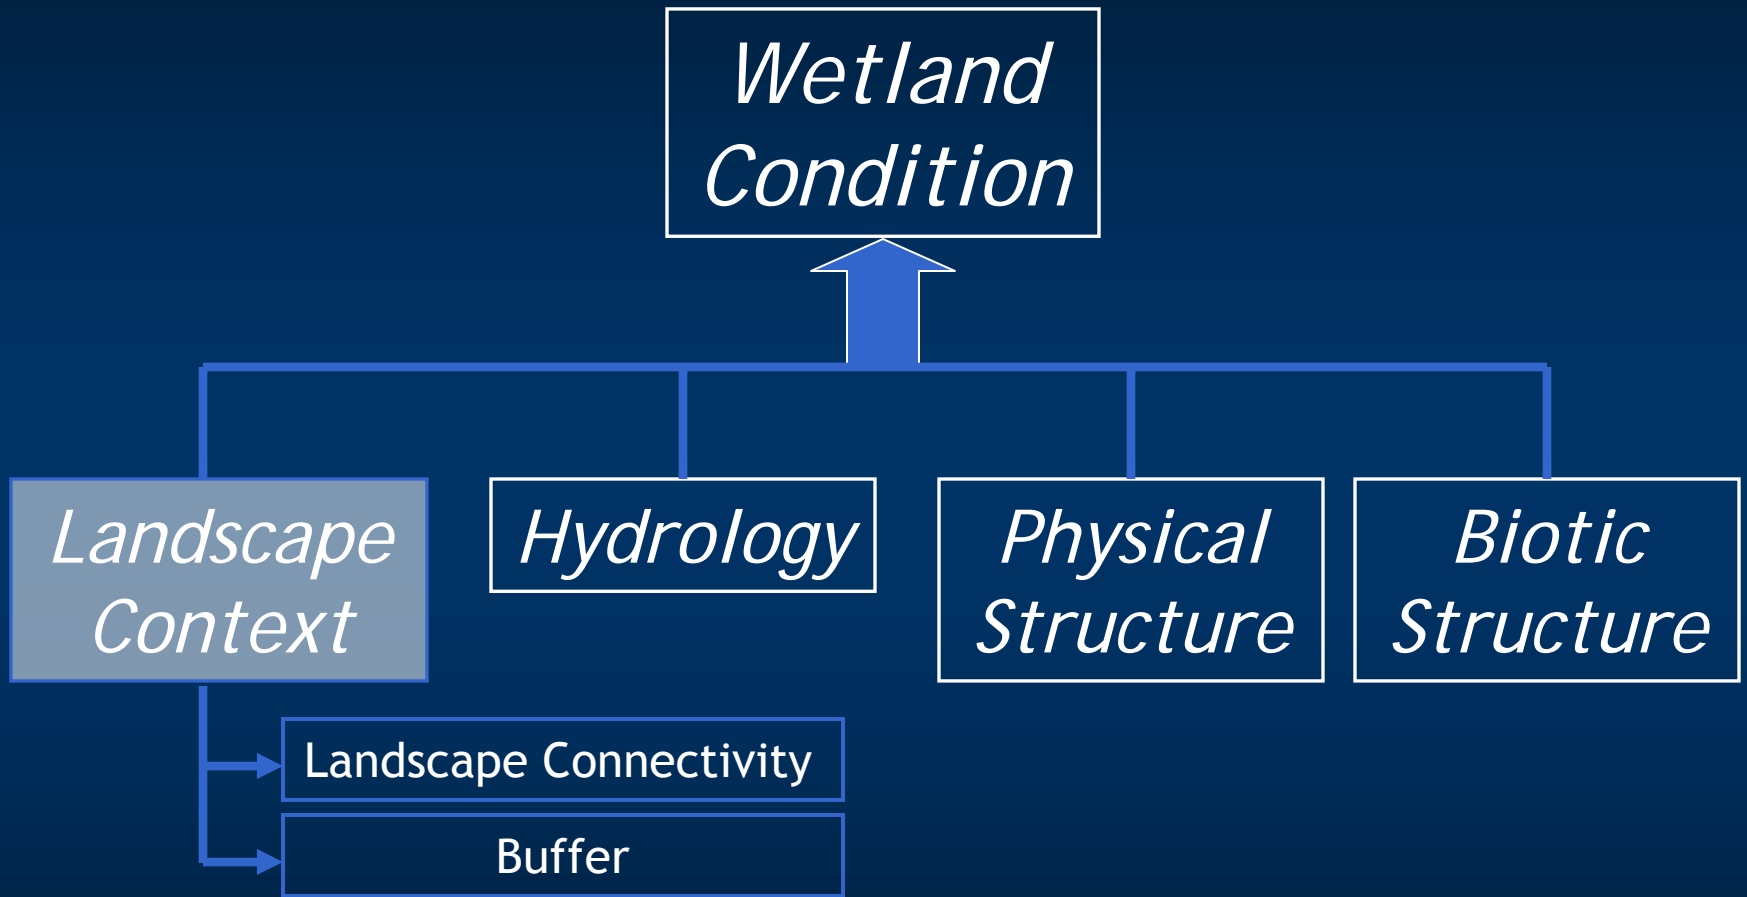 Wetland
Condition
Landscape
Context
Hydrology
Physical
Structure
Biotic
Structure
Landscape Connectivity
Buffer